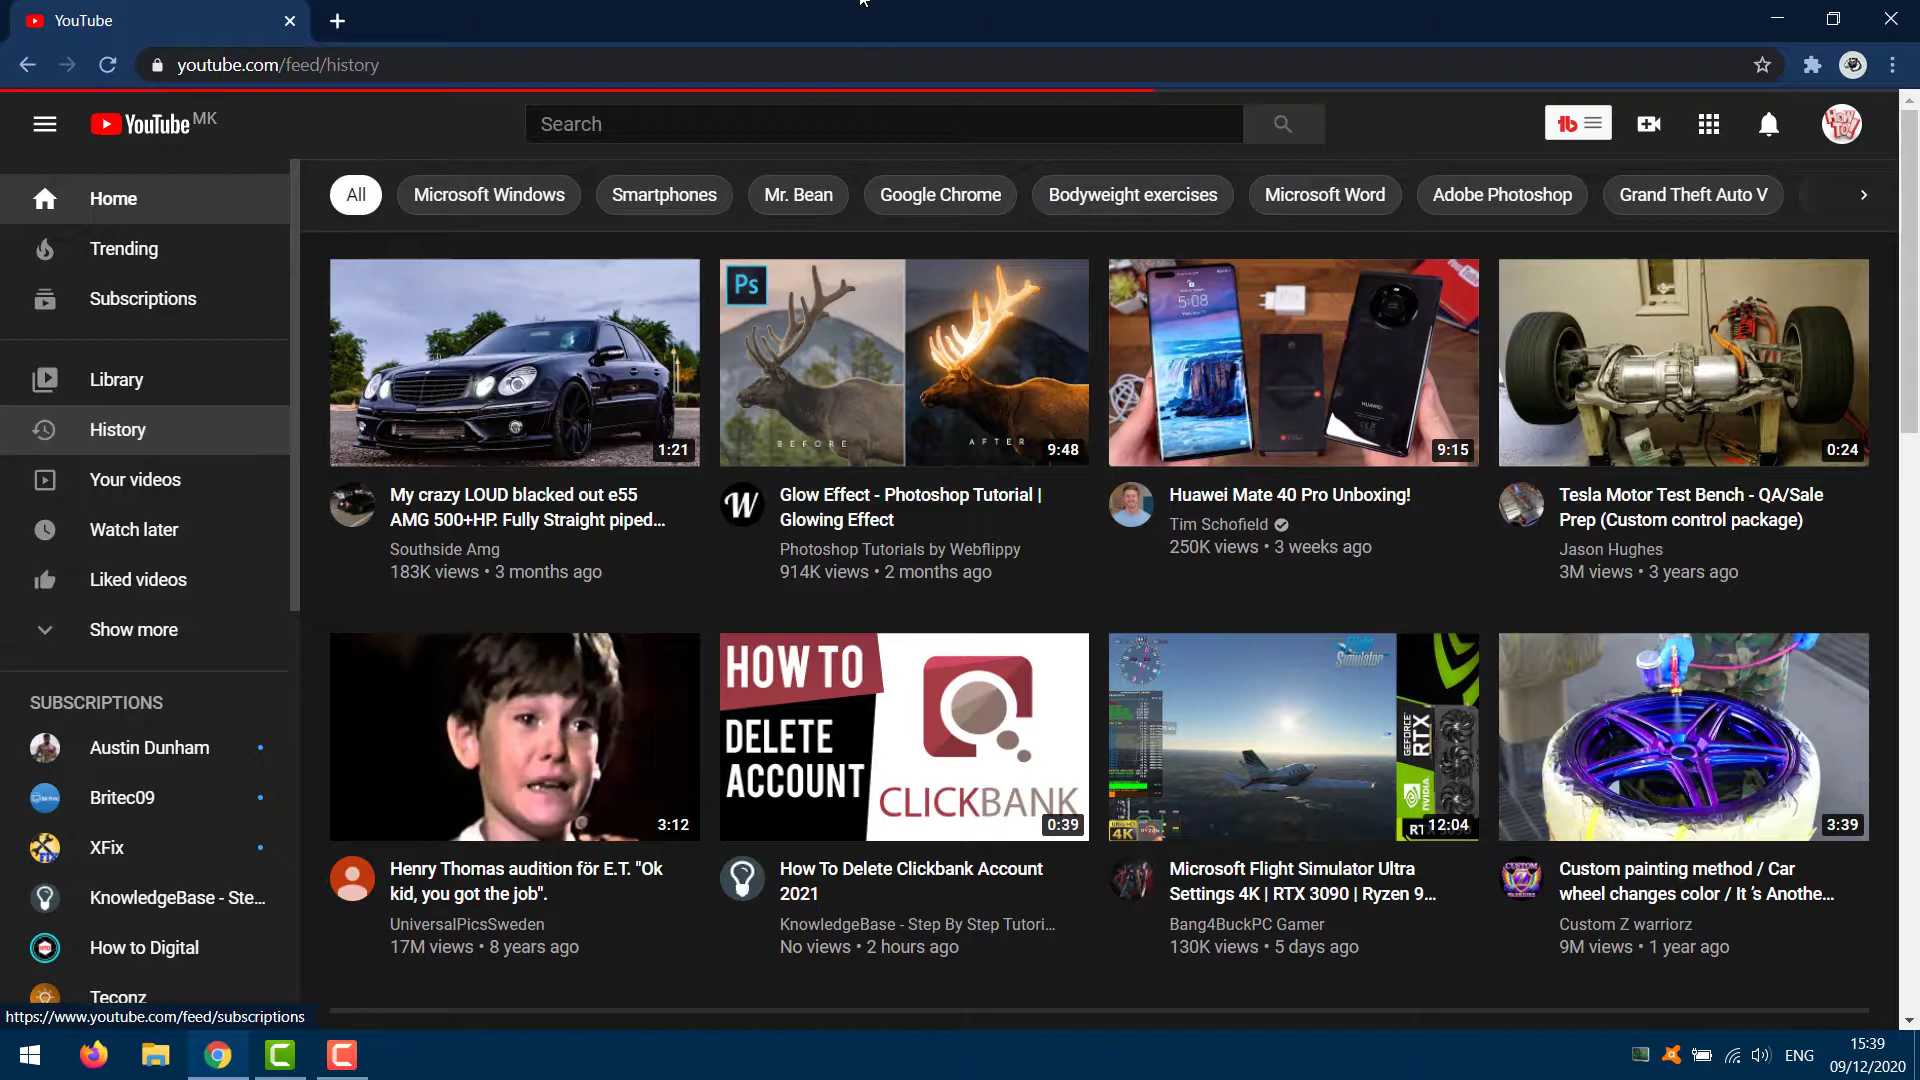 YouTube
youtube.com/feed/history
YouTube MK
Search
Home
Trending
Subscriptions
Library
History
Your videos
Watch later
Liked videos
Show more
SUBSCRIPTIONS
Austin Dunham
Britec09
XFix
KnowledgeBase - Ste...
How to Digital
Teconz
https://www.youtube.com/feed/subscriptions
All
Microsoft Windows
Smartphones
Mr. Bean
Google Chrome
Bodyweight exercises
Microsoft Word
Adobe Photoshop
Grand Theft Auto V
1:21
Ps
BEFORE
AFTER
9:48
5:08
HUAWEI
9:15
0:24
My crazy LOUD blacked out e55
AMG 500+HP. Fully Straight piped...
Southside Amg
183K views • 3 months ago
Glow Effect - Photoshop Tutorial |
Glowing Effect
Photoshop Tutorials by Webflippy
914K views • 2 months ago
Huawei Mate 40 Pro Unboxing!
Tim Schofield
250K views • 3 weeks ago
Tesla Motor Test Bench - QA/Sale
Prep (Custom control package)
Jason Hughes
3M views • 3 years ago
3:12
HOW TO
DELETE
ACCOUNT
CLICKBANK
0:39
Flight
Simulator
GEFORCE
RTX
NVIDIA
4K
12:04
3:39
Henry Thomas audition för E.T. "Ok
kid, you got the job".
UniversalPicsSweden
17M views • 8 years ago
How To Delete Clickbank Account
2021
KnowledgeBase - Step By Step Tutori...
No views • 2 hours ago
Microsoft Flight Simulator Ultra
Settings 4K | RTX 3090 | Ryzen 9...
Bang4BuckPC Gamer
130K views • 5 days ago
Custom painting method / Car
wheel changes color / It 's Anothe...
Custom Z warriorz
9M views • 1 year ago
ENG
15:39
09/12/2020